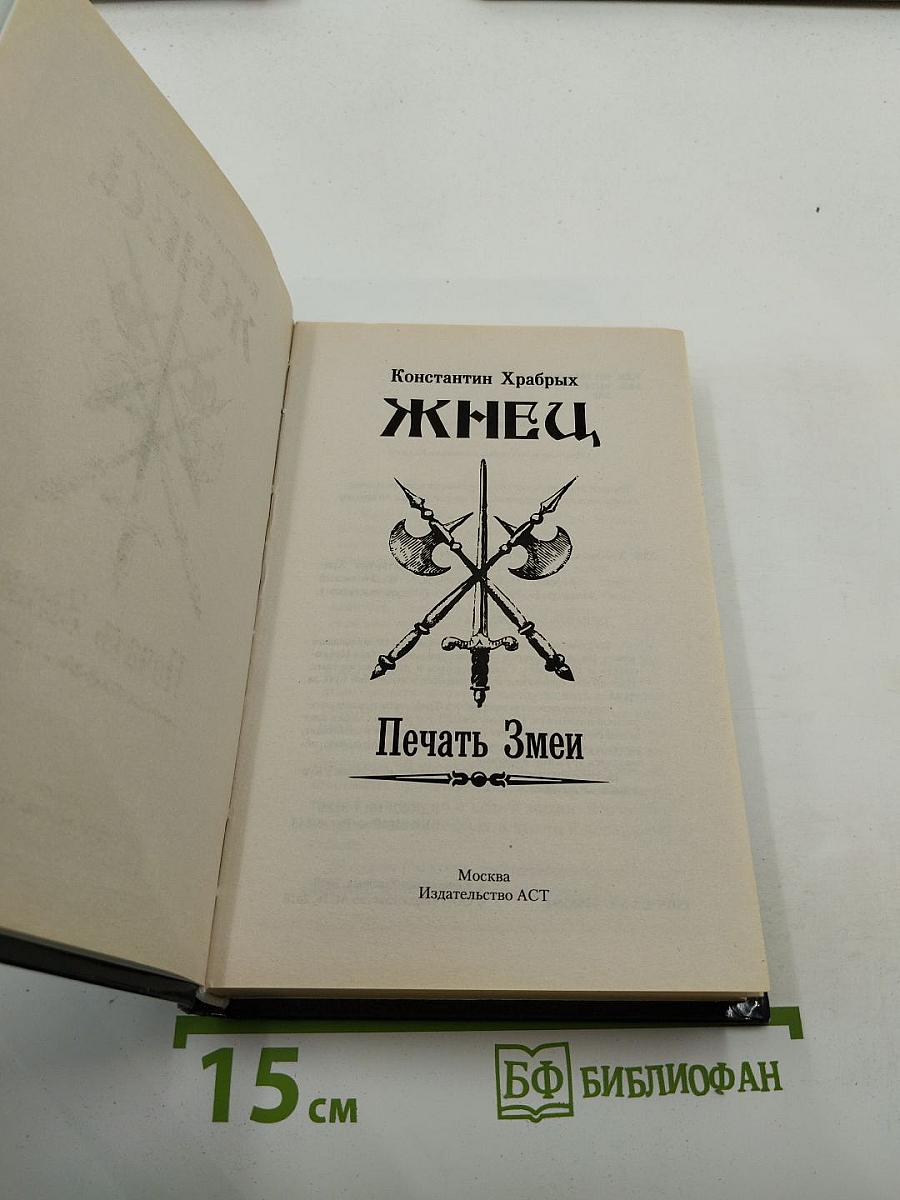 Константин Храбрых
ЖНЕЦ
Печать Змеи
Москва
Издательство АСТ
15 см
БФ БИБЛИОФАН